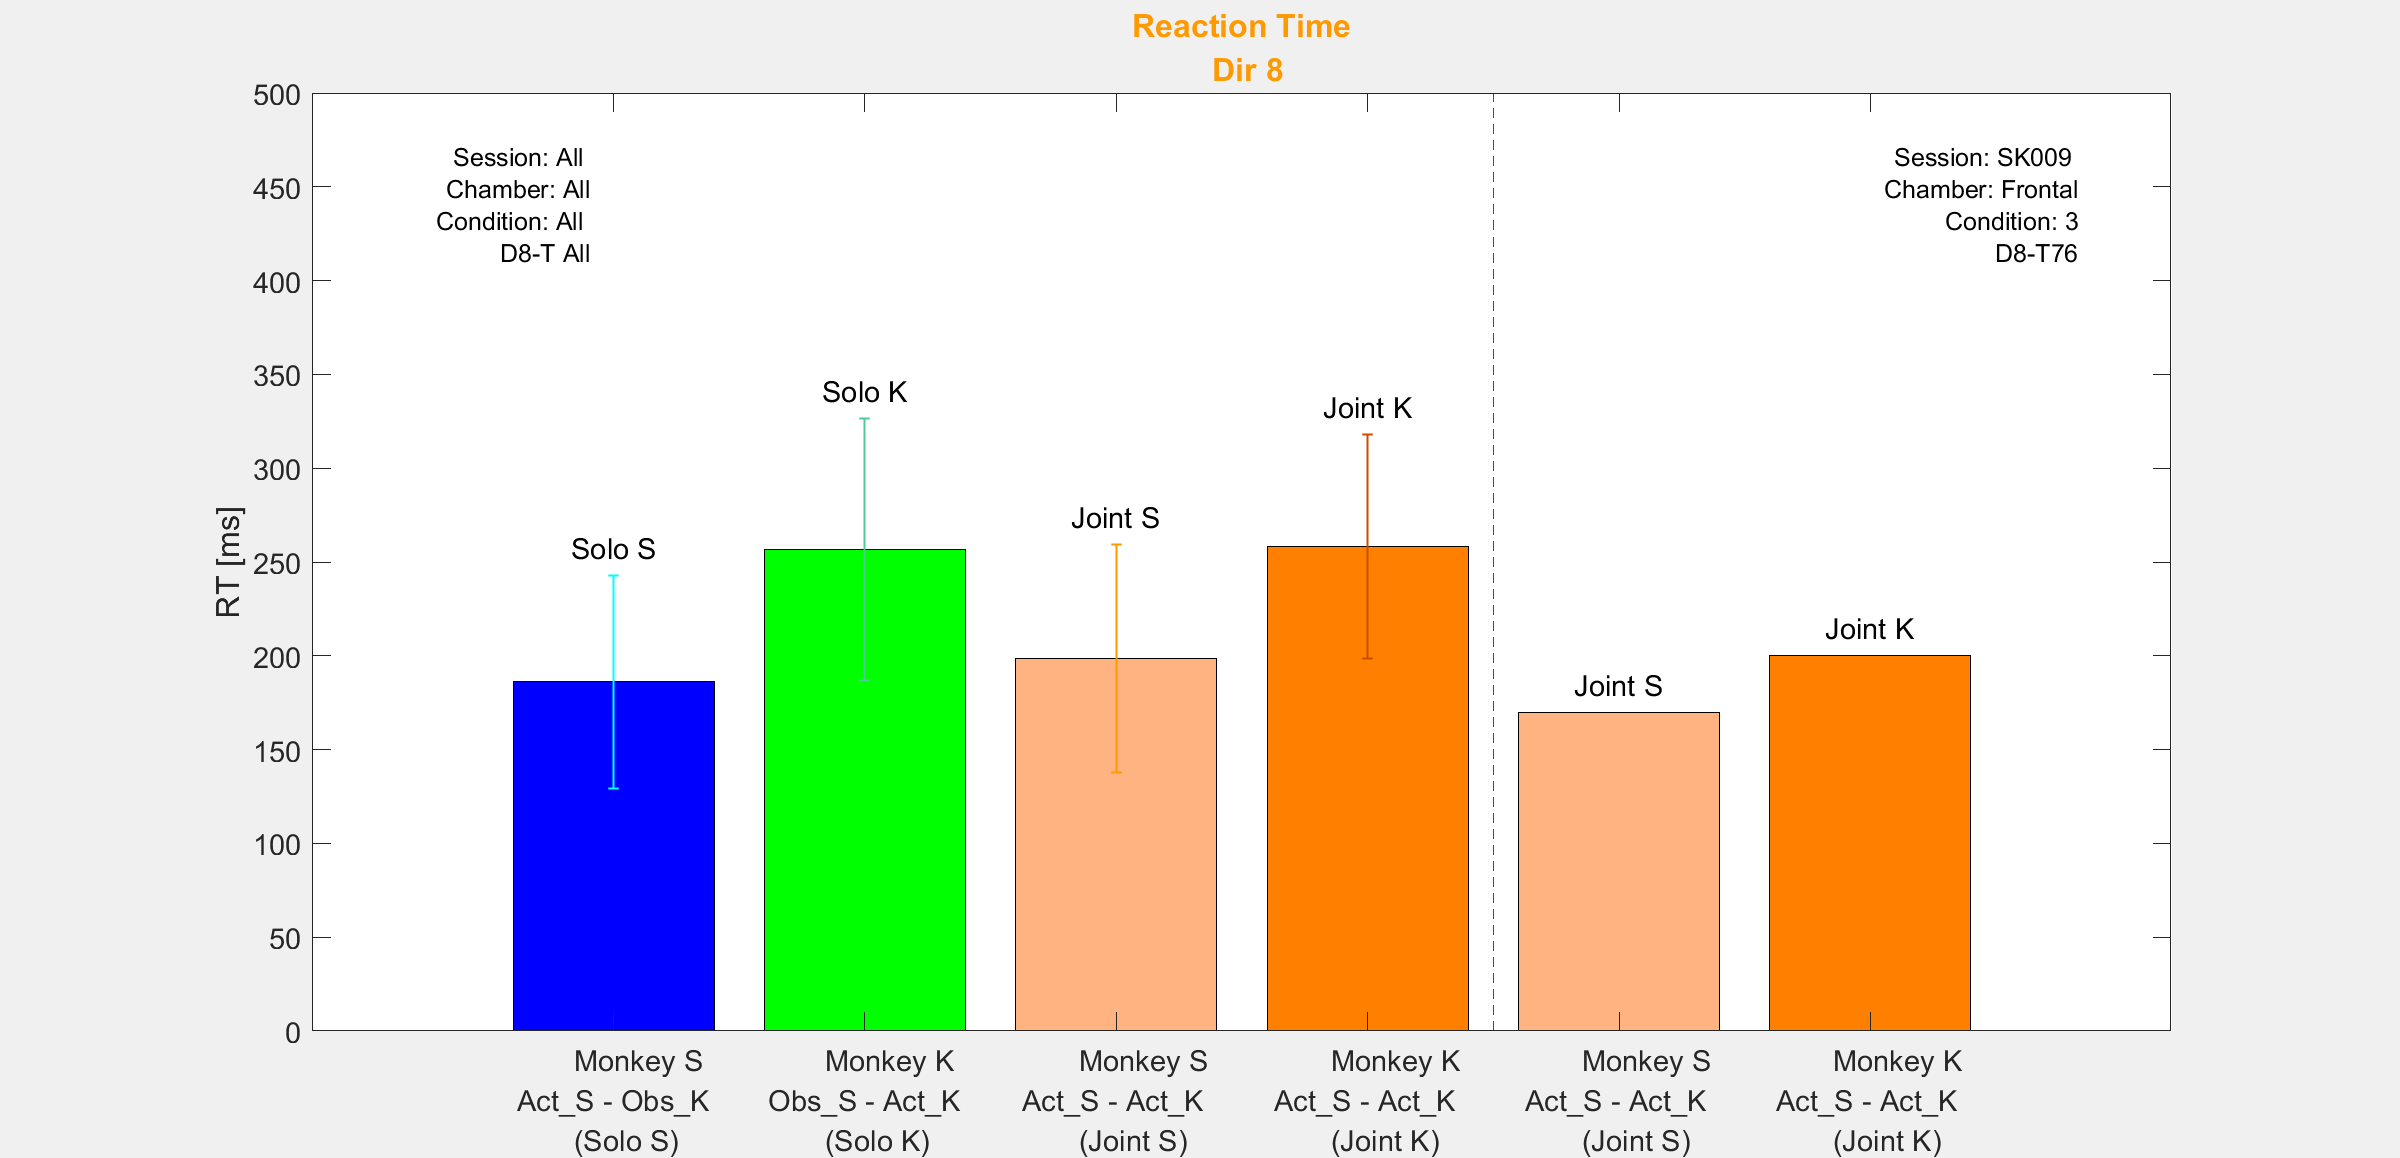 Reaction Time
Dir 8
500
450
400
350
300
250
200
150
100
50
0
RT [ms]
Session: All
Chamber: All
Condition: All
D8-T All
Session: SK009
Chamber: Frontal
Condition: 3
D8-T76
Solo S
Solo K
Joint S
Joint K
Joint S
Joint K
Monkey S
Act_S - Obs_K
(Solo S)
Monkey K
Obs_S - Act_K
(Solo K)
Monkey S
Act_S - Act_K
(Joint S)
Monkey K
Act_S - Act_K
(Joint K)
Monkey S
Act_S - Act_K
(Joint S)
Monkey K
Act_S - Act_K
(Joint K)